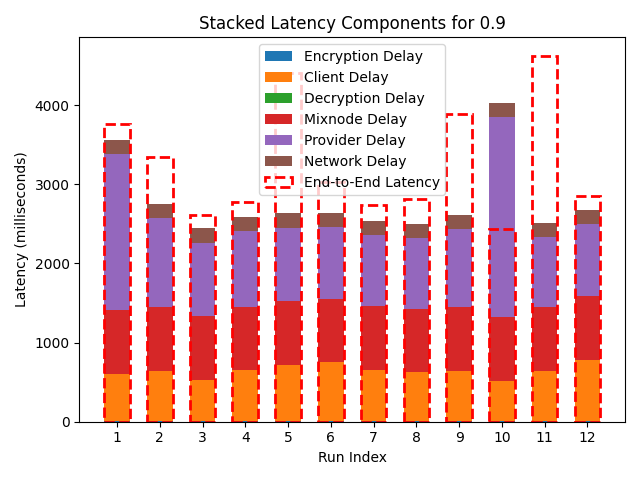 Stacked Latency Components for 0.9
Encryption Delay
Client Delay
Decryption Delay
Mixnode Delay
Provider Delay
Network Delay
End-to-End Latency
Latency (milliseconds)
4000
3000
2000
1000
0
1 2 3 4 5 6 7 8 9 10 11 12
Run Index